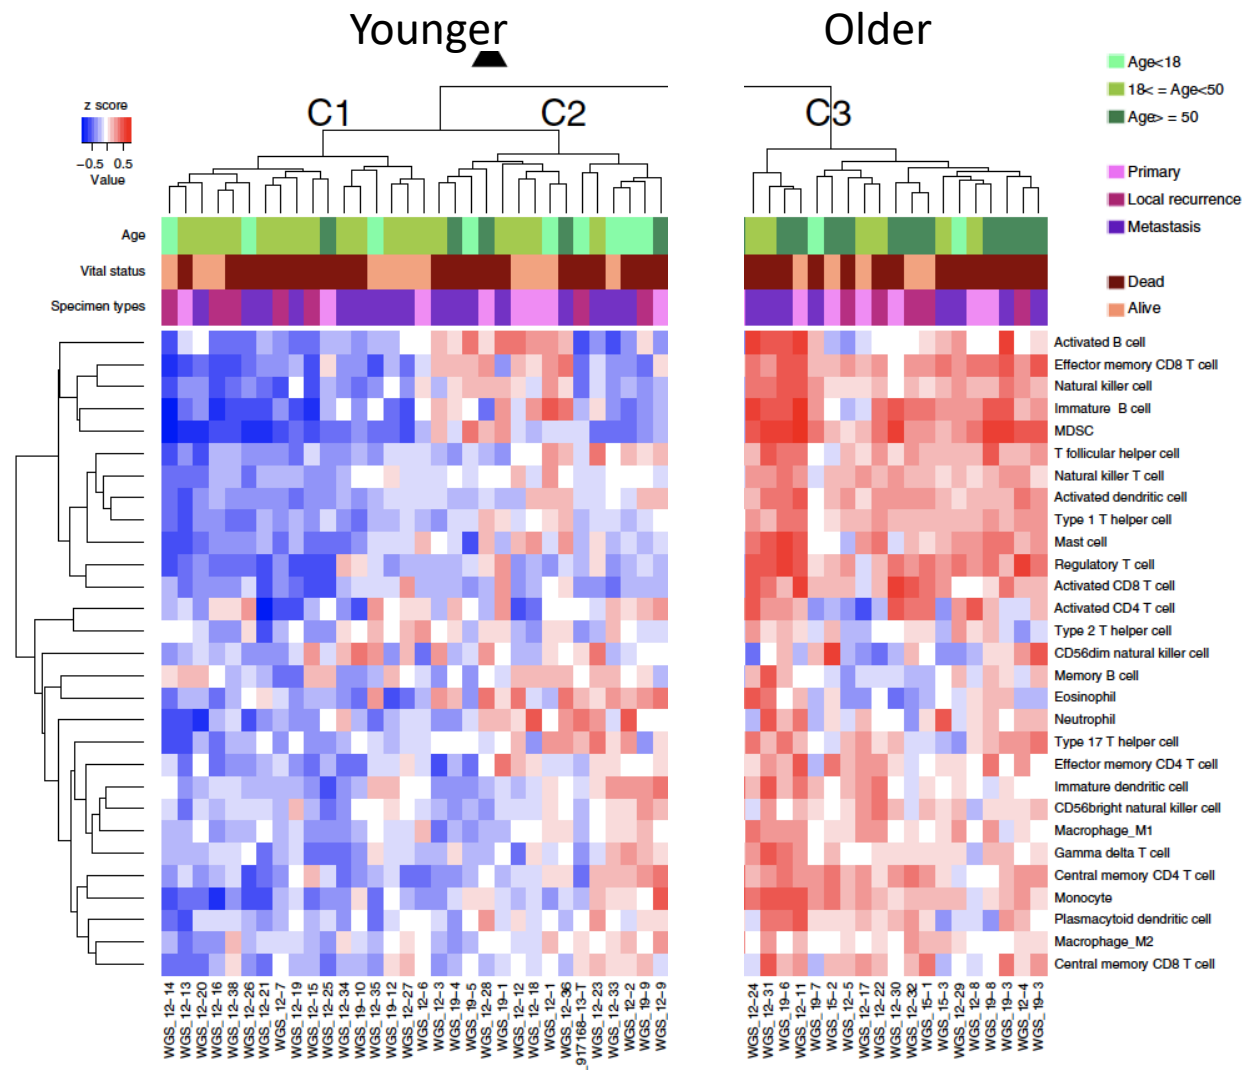 Younger
Older
Age<18
18< = Age<50
Age> = 50
Primary
Local recurrence
Metastasis
Dead
Alive
z score
−0.5 0.5
Value
C1
C2
C3
Age
Vital status
Specimen types
Activated B cell
Effector memory CD8 T cell
Natural killer cell
Immature B cell
MDSC
T follicular helper cell
Natural killer T cell
Activated dendritic cell
Type 1 T helper cell
Mast cell
Regulatory T cell
Activated CD8 T cell
Activated CD4 T cell
Type 2 T helper cell
CD56dim natural killer cell
Memory B cell
Eosinophil
Neutrophil
Type 17 T helper cell
Effector memory CD4 T cell
Immature dendritic cell
CD56bright natural killer cell
Macrophage_M1
Gamma delta T cell
Central memory CD4 T cell
Monocyte
Plasmacytoid dendritic cell
Macrophage_M2
Central memory CD8 T cell
WGS_12-14
WGS_12-13
WGS_12-20
WGS_12-16
WGS_12-38
WGS_12-26
WGS_12-21
WGS_12-7
WGS_12-19
WGS_12-15
WGS_12-25
WGS_12-34
WGS_19-10
WGS_12-35
WGS_19-12
WGS_12-27
WGS_12-6
WGS_12-3
WGS_19-4
WGS_19-5
WGS_12-28
WGS_19-1
WGS_12-12
WGS_12-18
WGS_12-1
WGS_12-36
_917168-13-T
WGS_12-23
WGS_12-33
WGS_12-2
WGS_19-9
WGS_12-9
WGS_12-24
WGS_12-31
WGS_19-6
WGS_12-11
WGS_19-7
WGS_15-2
WGS_12-5
WGS_12-17
WGS_12-22
WGS_12-30
WGS_12-32
WGS_15-1
WGS_15-3
WGS_12-29
WGS_12-8
WGS_19-8
WGS_19-3
WGS_12-4
WGS_19-3